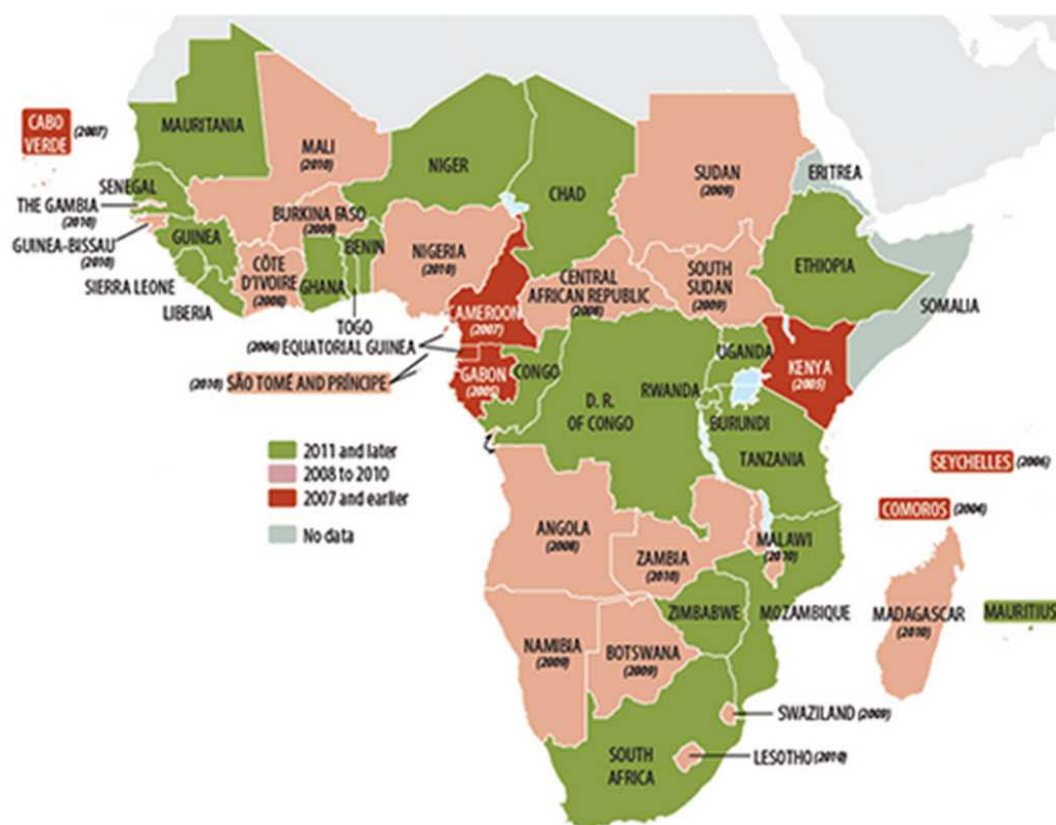 CABO
VERDE (2007)
MAURITANIA
MALI
(2010)
NIGER
CHAD
SUDAN
(2009)
ERITREA
SENEGAL
THE GAMBIA
(2010)
GUINEA-BISSAU
(2010)
GUINEA
BURKINA FASO
(2009)
BENIN
NIGERIA
(2010)
ETHIOPIA
SIERRA LEONE
CÔTE
D'IVOIRE
(2008)
GHANA
CENTRAL
AFRICAN REPUBLIC
(2008)
SOUTH
SUDAN
(2009)
SOMALIA
LIBERIA
TOGO
CAMEROON
(2007)
(2006) EQUATORIAL GUINEA
UGANDA
KENYA
(2005)
(2010) SÃO TOMÉ AND PRÍNCIPE
GABON
(2005)
CONGO
RWANDA
D. R.
OF CONGO
BURUNDI
TANZANIA
2011 and later
2008 to 2010
2007 and earlier
No data
SEYCHELLES (2006)
COMOROS (2004)
ANGOLA
(2008)
ZAMBIA
(2010)
MALAWI
(2010)
ZIMBABWE
MOZAMBIQUE
MADAGASCAR
(2010)
MAURITIUS
NAMIBIA
(2009)
BOTSWANA
(2009)
SWAZILAND (2009)
SOUTH
AFRICA
LESOTHO (2010)